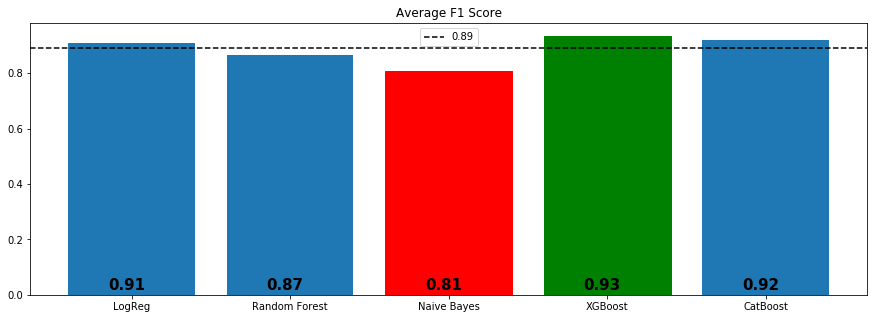 Average F1 Score
0.89
0.8
0.6
0.4
0.2
0.0
0.91 0.87 0.81 0.93 0.92
LogReg Random Forest Naive Bayes XGBoost CatBoost